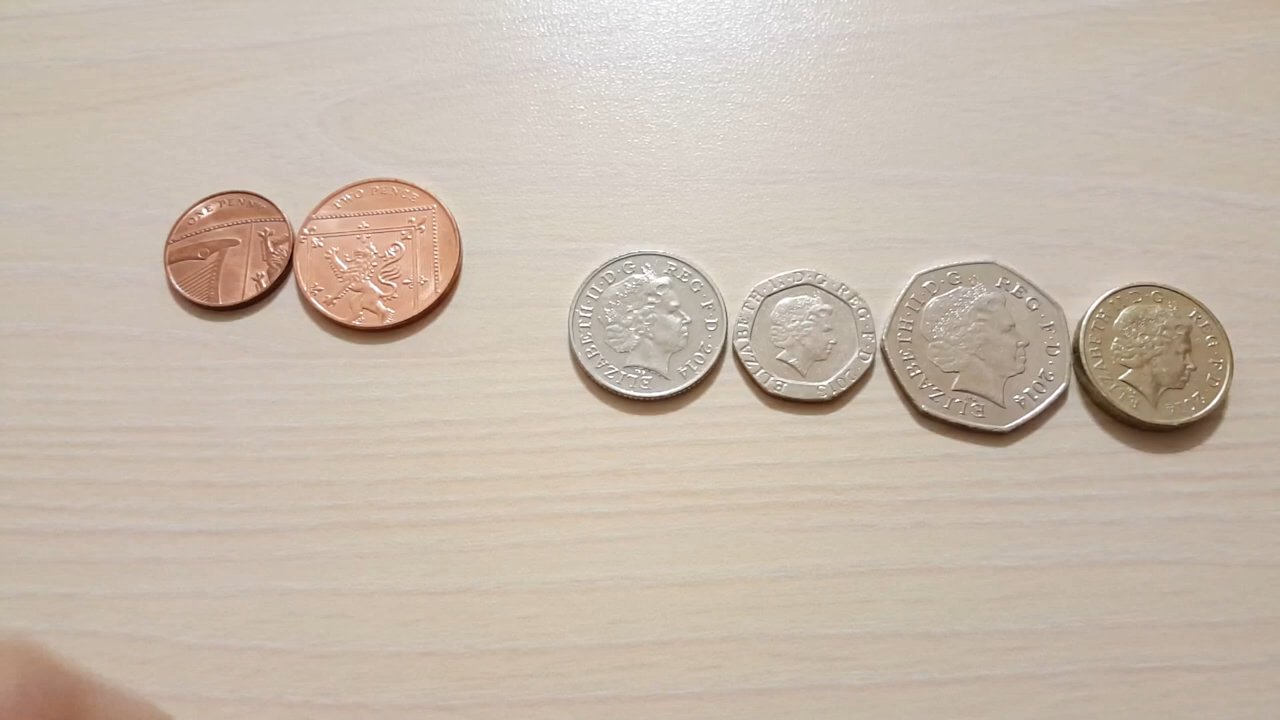 ONE PENNY
TWO PENCE
ELIZABETH·II·D·G REG·F·D·2014
ELIZABETH·II·D·G·REG·F·D·
ELIZABETH·II·D·G REG·F·D·2014
ELIZABETH·II·D·G REG·F·D·2014